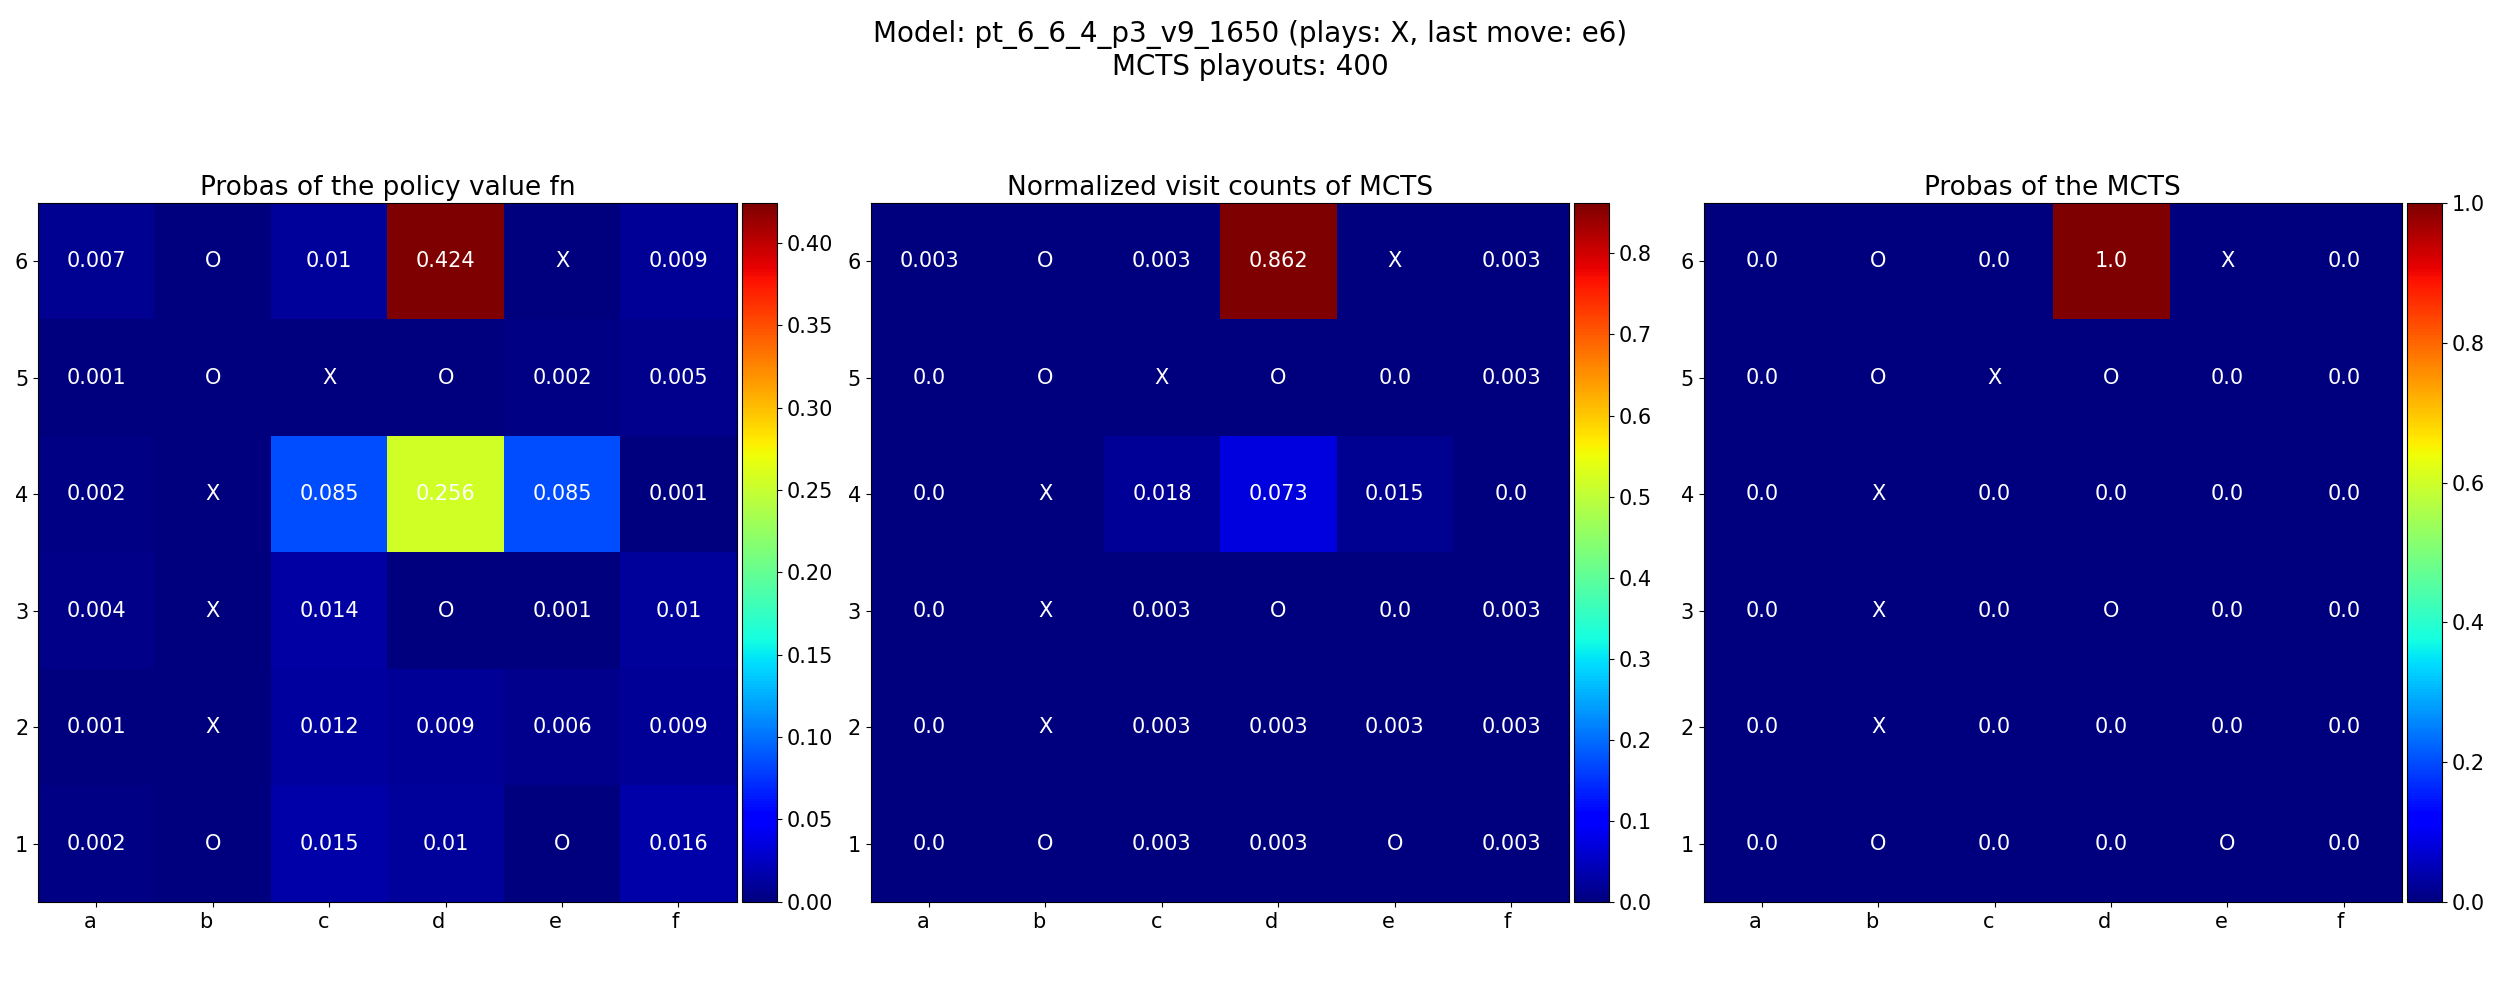 Model: pt_6_6_4_p3_v9_1650 (plays: X, last move: e6)
MCTS playouts: 400
Probas of the policy value fn
6 0.007 O 0.01 0.424 X 0.009
5 0.001 O X O 0.002 0.005
4 0.002 X 0.085 0.256 0.085 0.001
3 0.004 X 0.014 O 0.001 0.01
2 0.001 X 0.012 0.009 0.006 0.009
1 0.002 O 0.015 0.01 O 0.016
a b c d e f
0.40
0.35
0.30
0.25
0.20
0.15
0.10
0.05
0.00
Normalized visit counts of MCTS
6 0.003 O 0.003 0.862 X 0.003
5 0.0 O X O 0.0 0.003
4 0.0 X 0.018 0.073 0.015 0.0
3 0.0 X 0.003 O 0.0 0.003
2 0.0 X 0.003 0.003 0.003 0.003
1 0.0 O 0.003 0.003 O 0.003
a b c d e f
0.8
0.7
0.6
0.5
0.4
0.3
0.2
0.1
0.0
Probas of the MCTS
6 0.0 O 0.0 1.0 X 0.0
5 0.0 O X O 0.0 0.0
4 0.0 X 0.0 0.0 0.0 0.0
3 0.0 X 0.0 O 0.0 0.0
2 0.0 X 0.0 0.0 0.0 0.0
1 0.0 O 0.0 0.0 O 0.0
a b c d e f
1.0
0.8
0.6
0.4
0.2
0.0